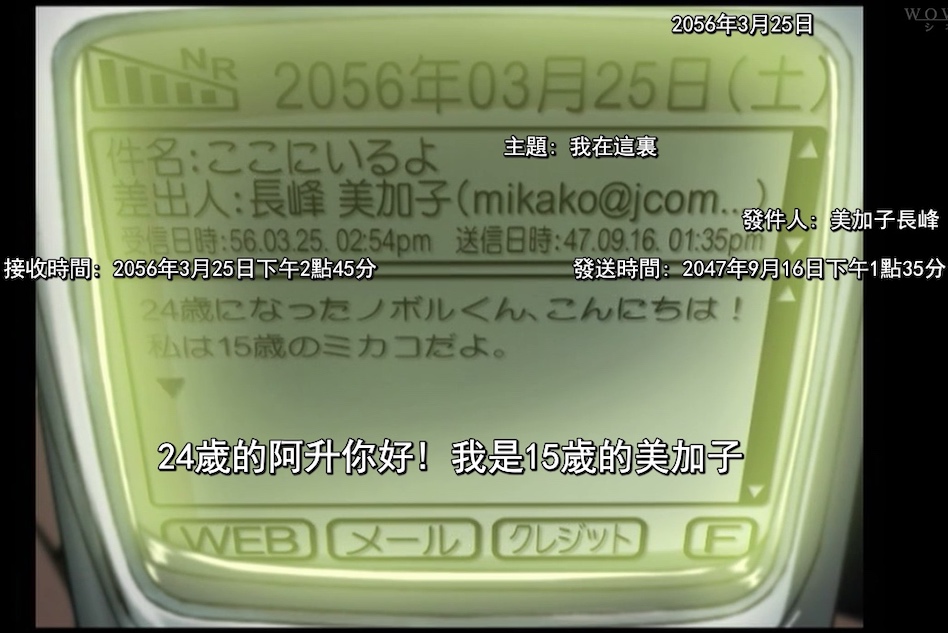 WOW
2056年3月25日
NR
2056年03月25日(土)
件名:ここにいるよ
主題: 我在這裏
差出人:長峰 美加子(mikako@jcom...)
發件人: 美加子長峰
受信日時:56.03.25. 02:54pm 送信日時:47.09.16. 01:35pm
接收時間: 2056年3月25日下午2點45分
發送時間: 2047年9月16日下午1點35分
24歳になったノボルくん、こんにちは！
私は15歳のミカコだよ。
24歲的阿升你好! 我是15歲的美加子
WEB メール クレジット F